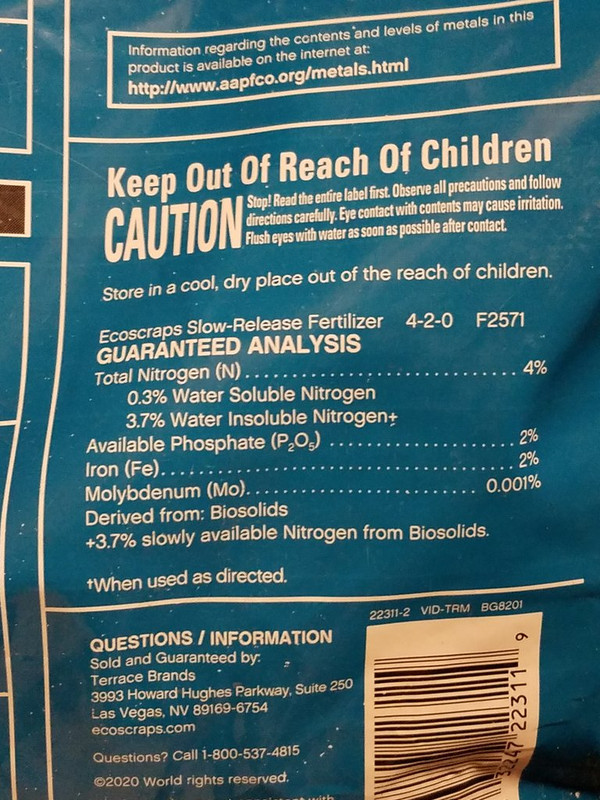 Information regarding the contents and levels of metals in this
product is available on the internet at:
http://www.aapfco.org/metals.html
Keep Out Of Reach Of Children
CAUTION
Stop! Read the entire label first. Observe all precautions and follow
directions carefully. Eye contact with contents may cause irritation.
Flush eyes with water as soon as possible after contact.
Store in a cool, dry place out of the reach of children.
Ecoscraps Slow-Release Fertilizer 4-2-0 F2571
GUARANTEED ANALYSIS
Total Nitrogen (N) . . . . . . . . . . . . . . . . . . . . . . . . . . . . 4%
0.3% Water Soluble Nitrogen
3.7% Water Insoluble Nitrogen+
Available Phosphate (P₂O₅) . . . . . . . . . . . . . . . . . . . . 2%
Iron (Fe). . . . . . . . . . . . . . . . . . . . . . . . . . . . . . . . . . . . . 2%
Molybdenum (Mo). . . . . . . . . . . . . . . . . . . . . . . . . 0.001%
Derived from: Biosolids
+3.7% slowly available Nitrogen from Biosolids.
†When used as directed.
22311-2 VID-TRM BG8201
QUESTIONS / INFORMATION
Sold and Guaranteed by:
Terrace Brands
3993 Howard Hughes Parkway, Suite 250
Las Vegas, NV 89169-6754
ecoscraps.com
Questions? Call 1-800-537-4815
©2020 World rights reserved.
with
22311 9